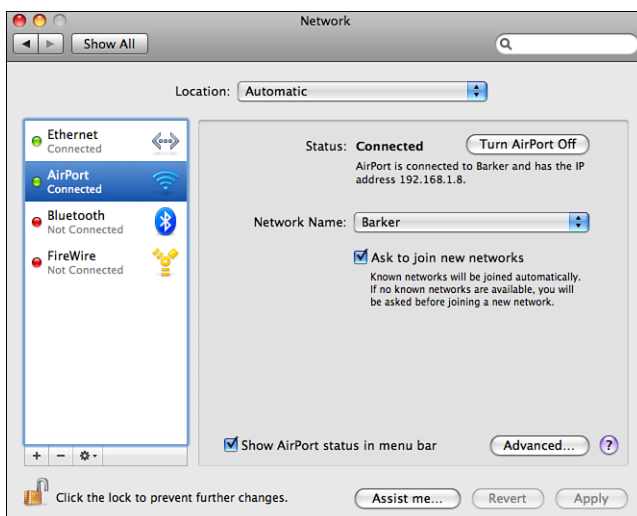 Network
Show All
Location: Automatic
Ethernet
Connected
AirPort
Connected
Bluetooth
Not Connected
FireWire
Not Connected
Status: Connected
Turn AirPort Off
AirPort is connected to Barker and has the IP
address 192.168.1.8.
Network Name: Barker
Ask to join new networks
Known networks will be joined automatically.
If no known networks are available, you will
be asked before joining a new network.
Show AirPort status in menu bar
Advanced...
?
Click the lock to prevent further changes.
Assist me...
Revert
Apply